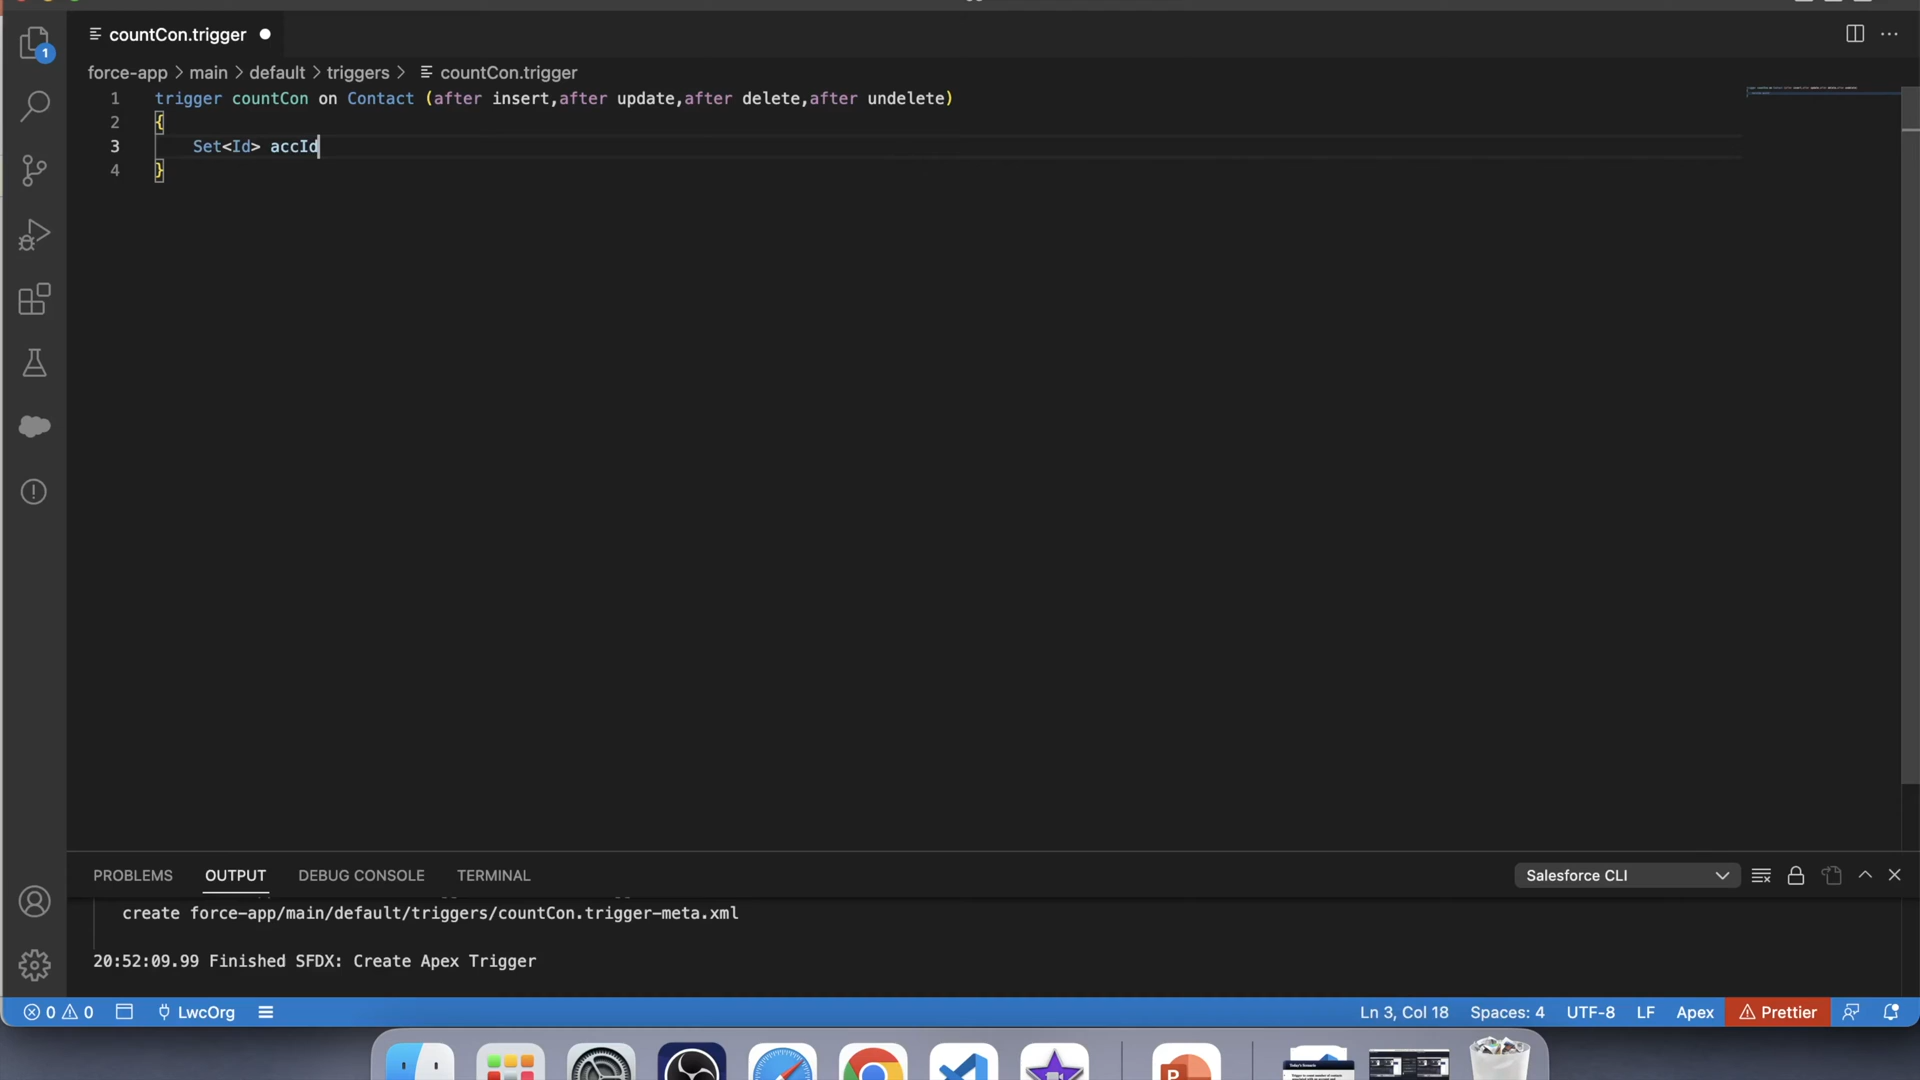 countCon.trigger
1
force-app > main > default > triggers > countCon.trigger
1 trigger countCon on Contact (after insert,after update,after delete,after undelete)
2 {
3 Set<Id> accId
4 }
PROBLEMS OUTPUT DEBUG CONSOLE TERMINAL Salesforce CLI
create force-app/main/default/triggers/countCon.trigger-meta.xml
20:52:09.99 Finished SFDX: Create Apex Trigger
0 0 LwcOrg Ln 3, Col 18 Spaces: 4 UTF-8 LF Apex Prettier
P